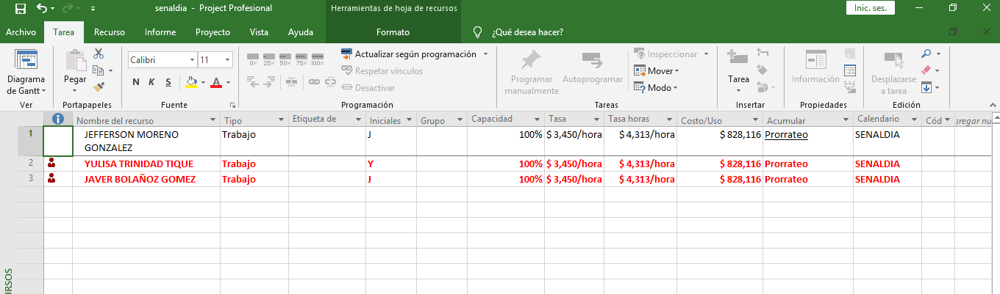 senaldia - Project Profesional
Herramientas de hoja de recursos
Inic. ses.
Archivo Tarea Recurso Informe Proyecto Vista Ayuda Formato ¿Qué desea hacer?
Diagrama de Gantt
Ver
Pegar
Portapapeles
Calibri 11
N K S A
Fuente
0% 25% 50% 75% 100%
Actualizar según programación
Respetar vínculos
Desactivar
Programación
Programar manualmente
Autoprogramar
Inspeccionar
Mover
Modo
Tareas
Tarea
Insertar
Información
Propiedades
Desplazarse a tarea
Edición
Nombre del recurso Tipo Etiqueta de Iniciales Grupo Capacidad Tasa Tasa horas Costo/Uso Acumular Calendario Cód gregar nu
1 JEFFERSON MORENO GONZALEZ Trabajo J 100% $ 3,450/hora $ 4,313/hora $ 828,116 Prorrateo SENALDIA
2 YULISA TRINIDAD TIQUE Trabajo Y 100% $ 3,450/hora $ 4,313/hora $ 828,116 Prorrateo SENALDIA
3 JAVER BOLAÑOZ GOMEZ Trabajo J 100% $ 3,450/hora $ 4,313/hora $ 828,116 Prorrateo SENALDIA
URSOS